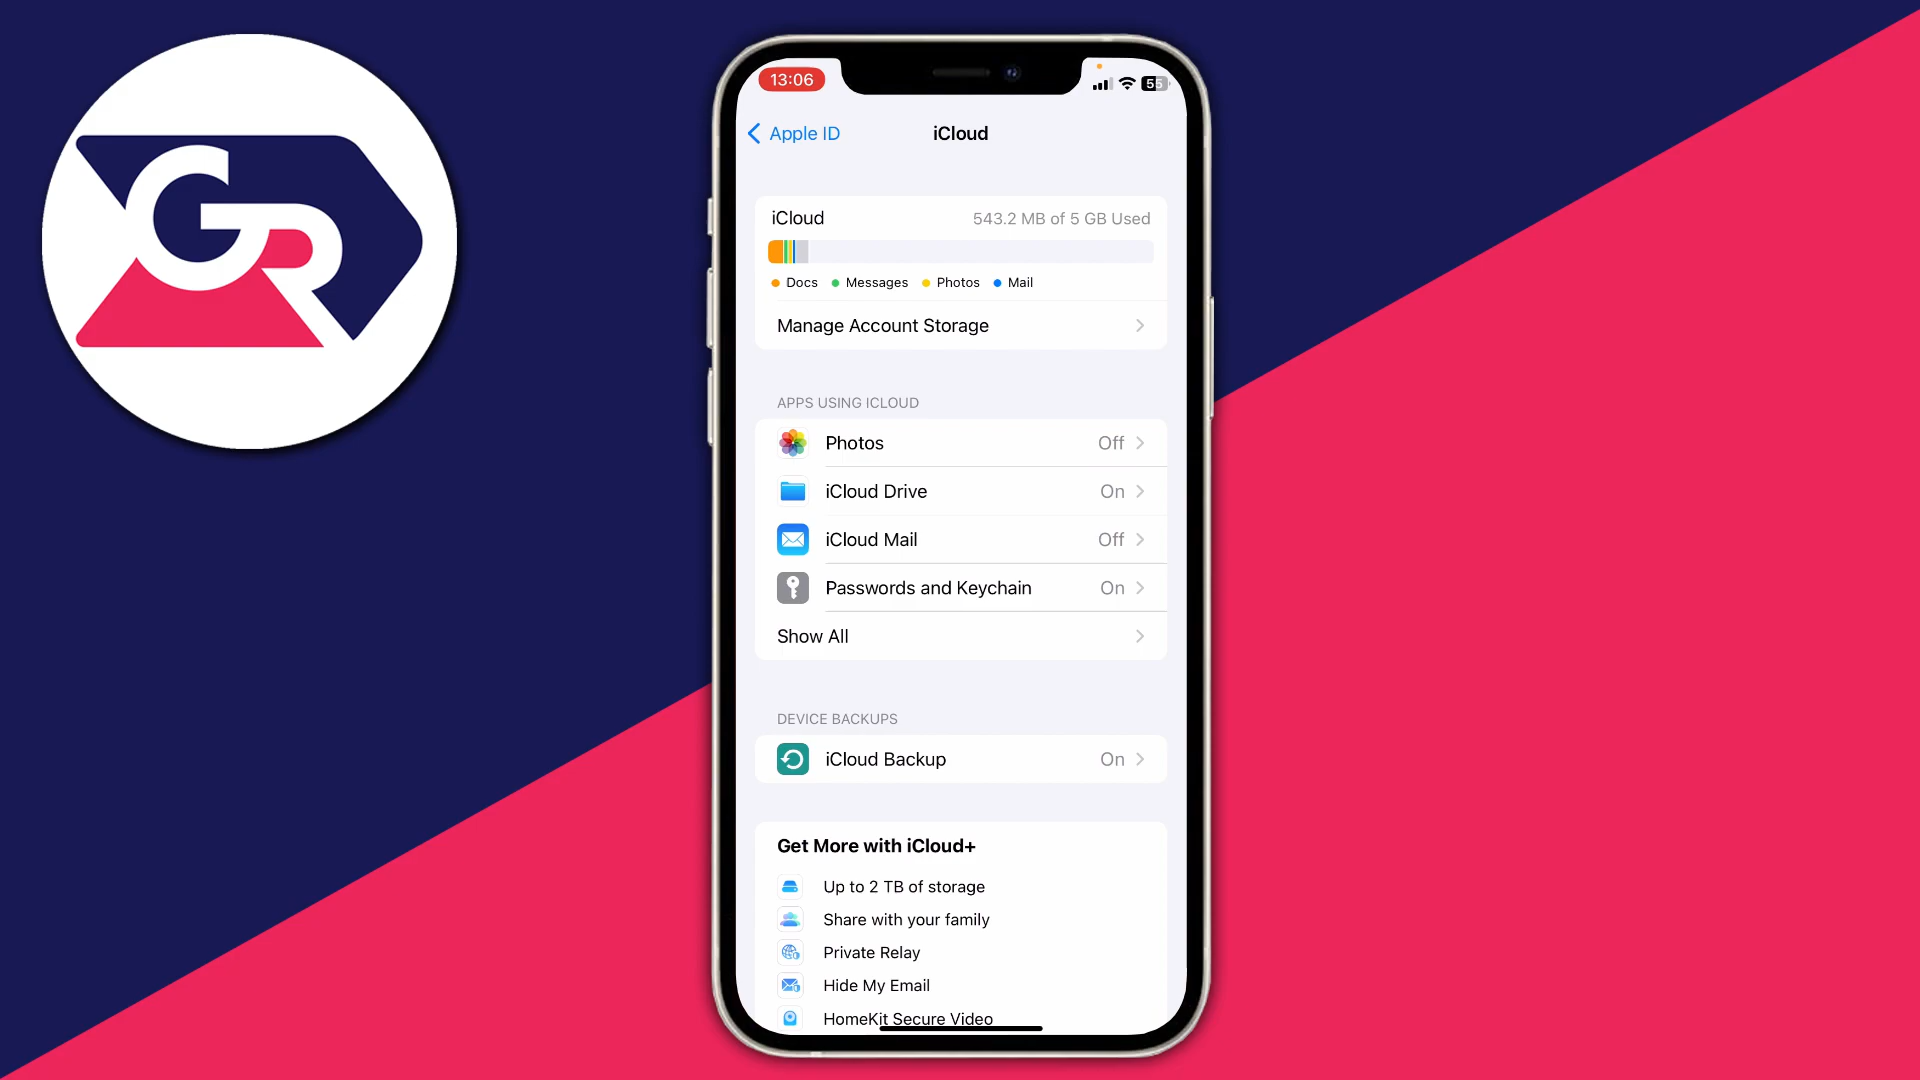 GR
13:06
55
Apple ID
iCloud
iCloud
543.2 MB of 5 GB Used
Docs
Messages
Photos
Mail
Manage Account Storage
APPS USING ICLOUD
Photos
Off
iCloud Drive
On
iCloud Mail
Off
Passwords and Keychain
On
Show All
DEVICE BACKUPS
iCloud Backup
On
Get More with iCloud+
Up to 2 TB of storage
Share with your family
Private Relay
Hide My Email
HomeKit Secure Video